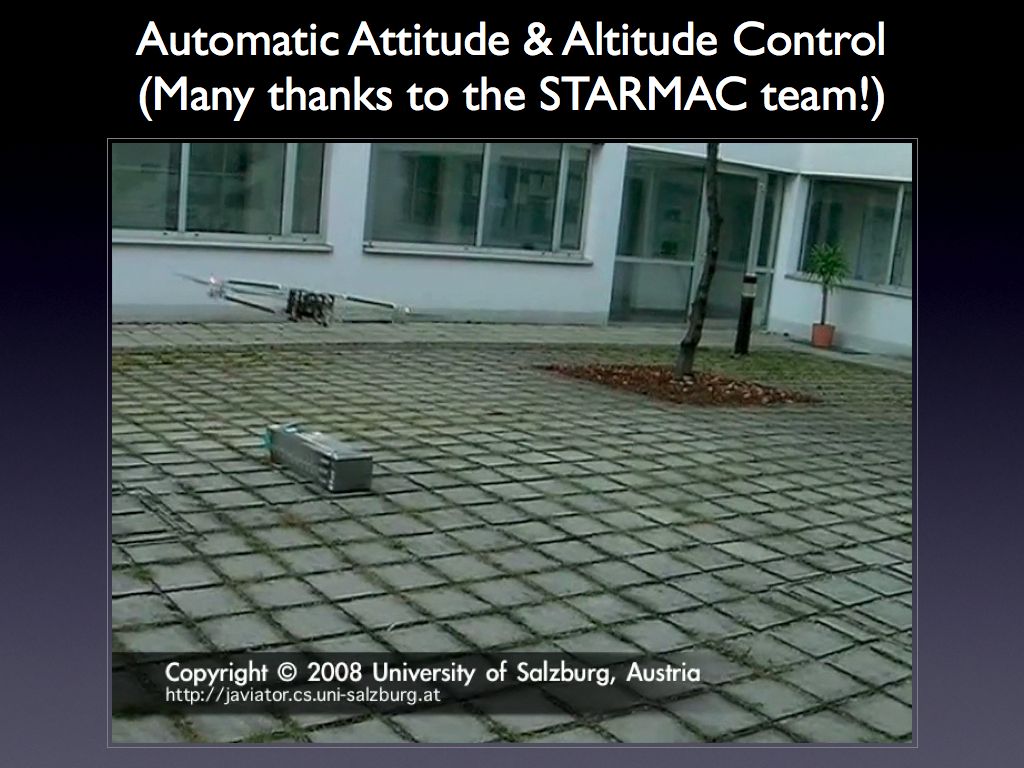 Automatic Attitude & Altitude Control
(Many thanks to the STARMAC team!)
Copyright © 2008 University of Salzburg, Austria
http://javiator.cs.uni-salzburg.at